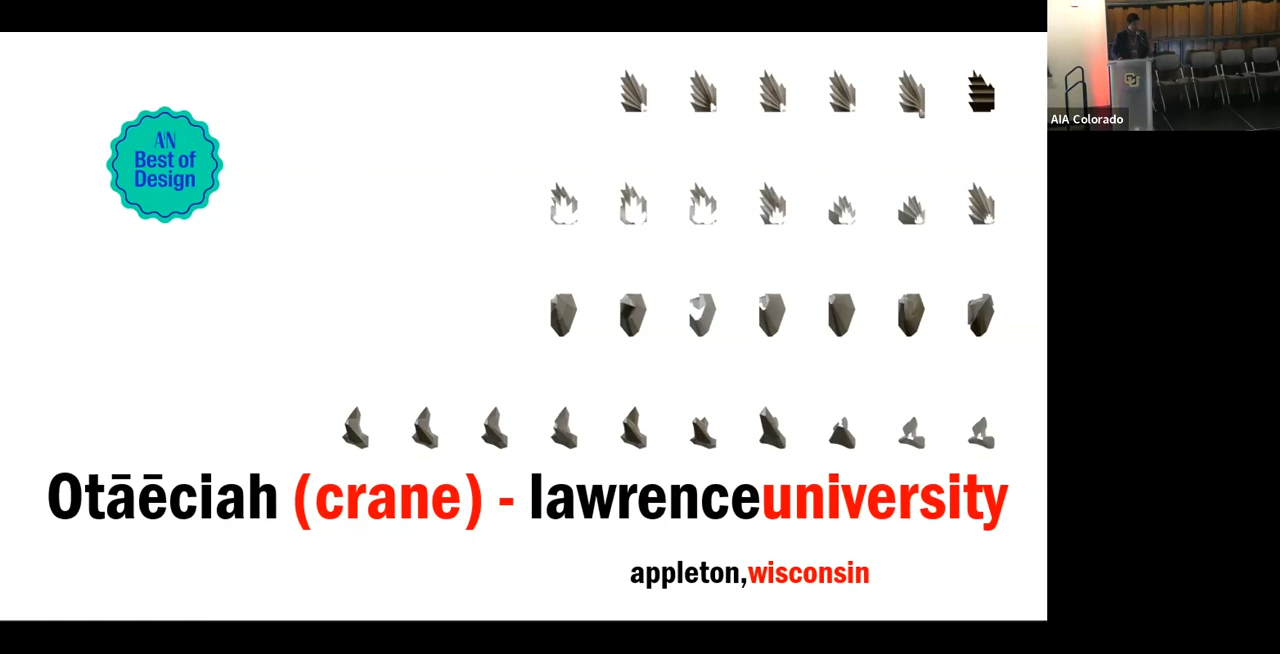 AN
Best of
Design
AIA Colorado
Otāēciah (crane) - lawrenceuniversity
appleton,wisconsin